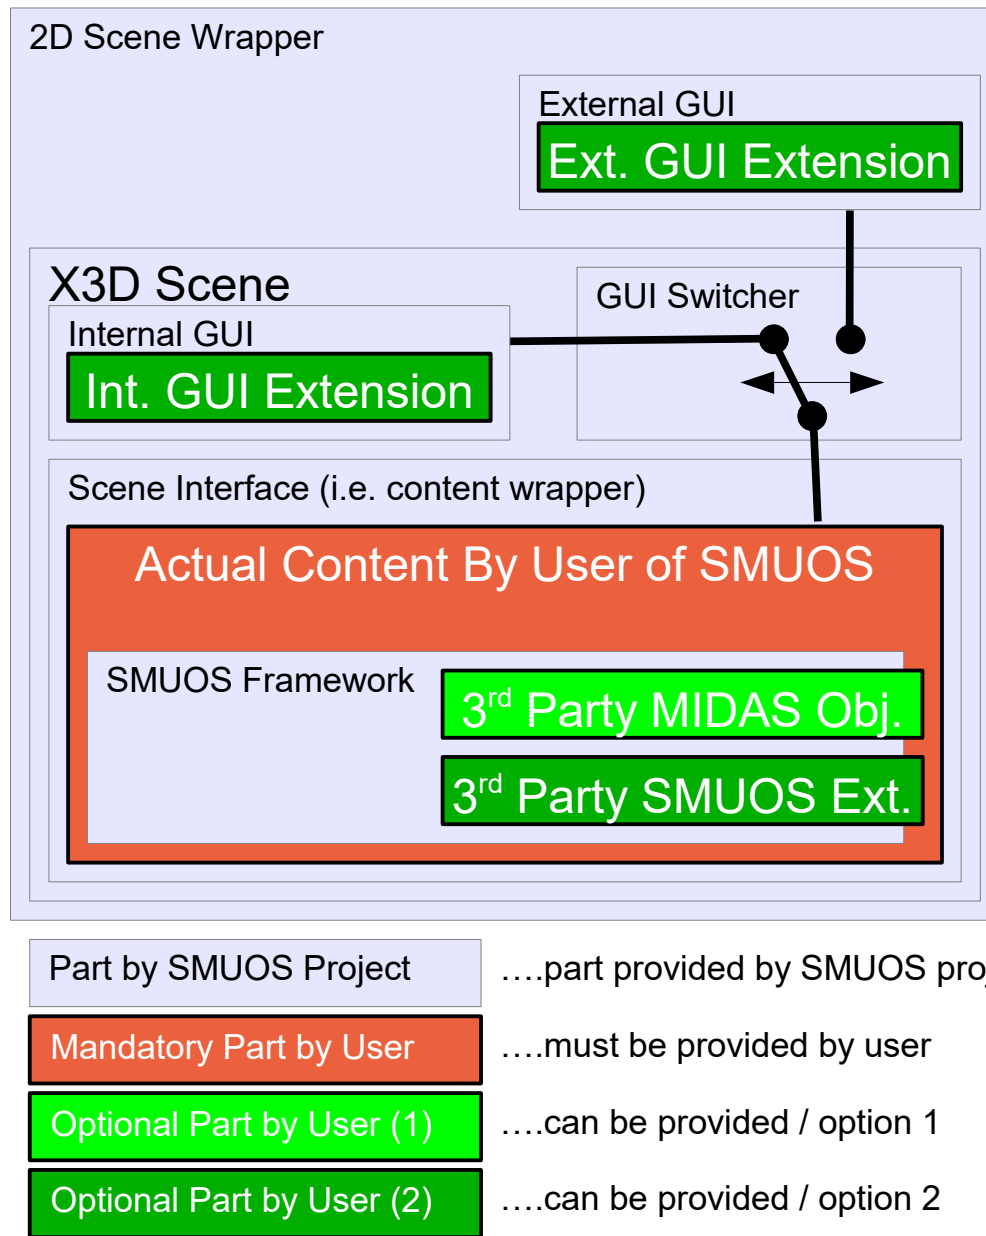 2D Scene Wrapper
External GUI
Ext. GUI Extension
X3D Scene
GUI Switcher
Internal GUI
Int. GUI Extension
Scene Interface (i.e. content wrapper)
Actual Content By User of SMUOS
SMUOS Framework
3rd Party MIDAS Obj.
3rd Party SMUOS Ext.
Part by SMUOS Project ….part provided by SMUOS
Mandatory Part by User ….must be provided by user
Optional Part by User (1) ….can be provided / option 1
Optional Part by User (2) ….can be provided / option 2